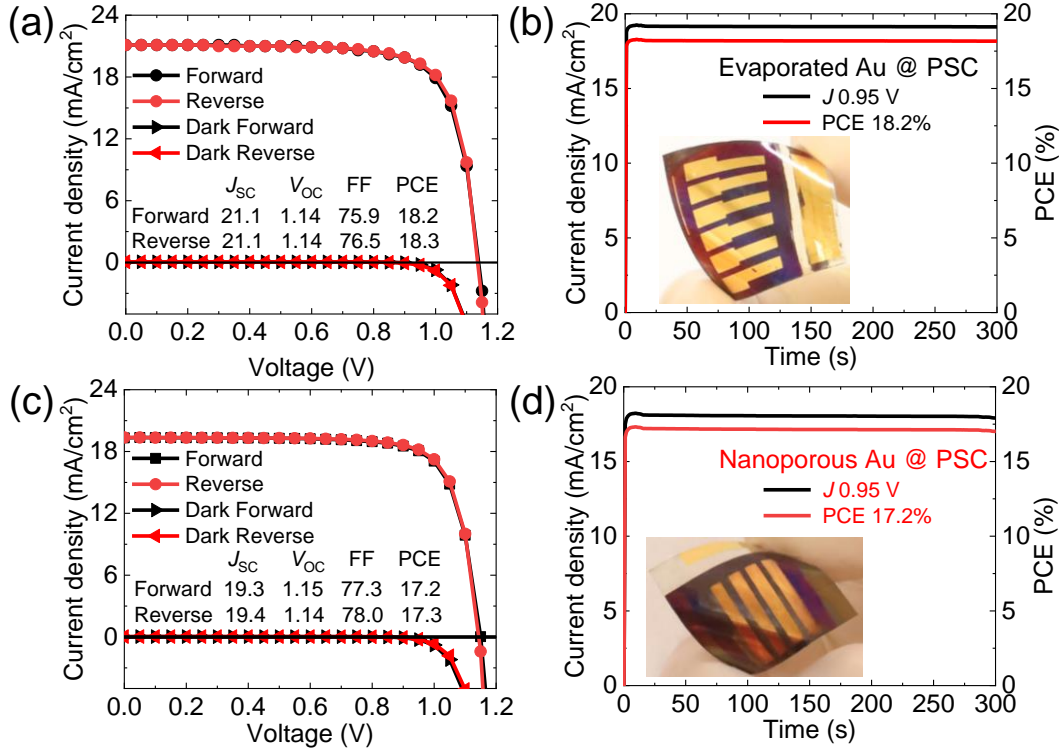 (a)
24
18
12
6
0
Current density (mA/cm²)
Forward
Reverse
Dark Forward
Dark Reverse
JSC VOC FF PCE
Forward 21.1 1.14 75.9 18.2
Reverse 21.1 1.14 76.5 18.3
0.0 0.2 0.4 0.6 0.8 1.0 1.2
Voltage (V)
(b)
20
15
10
5
0
Current density (mA/cm²)
Evaporated Au @ PSC
J 0.95 V
PCE 18.2%
20
15
10
5
0
PCE (%)
0 50 100 150 200 250 300
Time (s)
(c)
24
18
12
6
0
Current density (mA/cm²)
Forward
Reverse
Dark Forward
Dark Reverse
JSC VOC FF PCE
Forward 19.3 1.15 77.3 17.2
Reverse 19.4 1.14 78.0 17.3
0.0 0.2 0.4 0.6 0.8 1.0 1.2
Voltage (V)
(d)
20
15
10
5
0
Current density (mA/cm²)
Nanoporous Au @ PSC
J 0.95 V
PCE 17.2%
20
15
10
5
0
PCE (%)
0 50 100 150 200 250 300
Time (s)